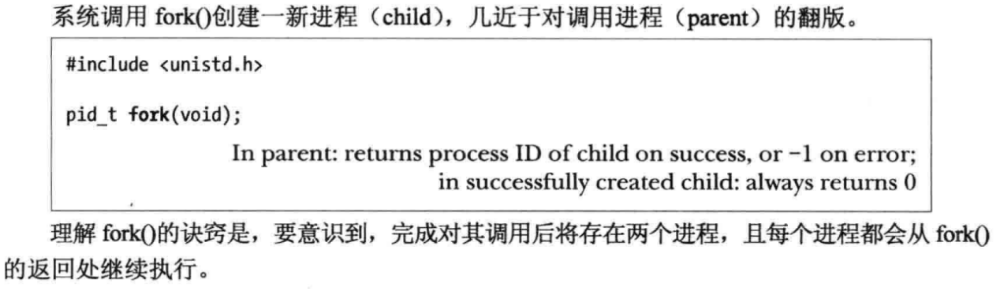 系统调用 fork()创建一新进程（child），几近于对调用进程（parent）的翻版。
#include <unistd.h>
pid_t fork(void);
In parent: returns process ID of child on success, or −1 on error;
in successfully created child: always returns 0
理解 fork()的诀窍是，要意识到，完成对其调用后将存在两个进程，且每个进程都会从 fork()
的返回处继续执行。